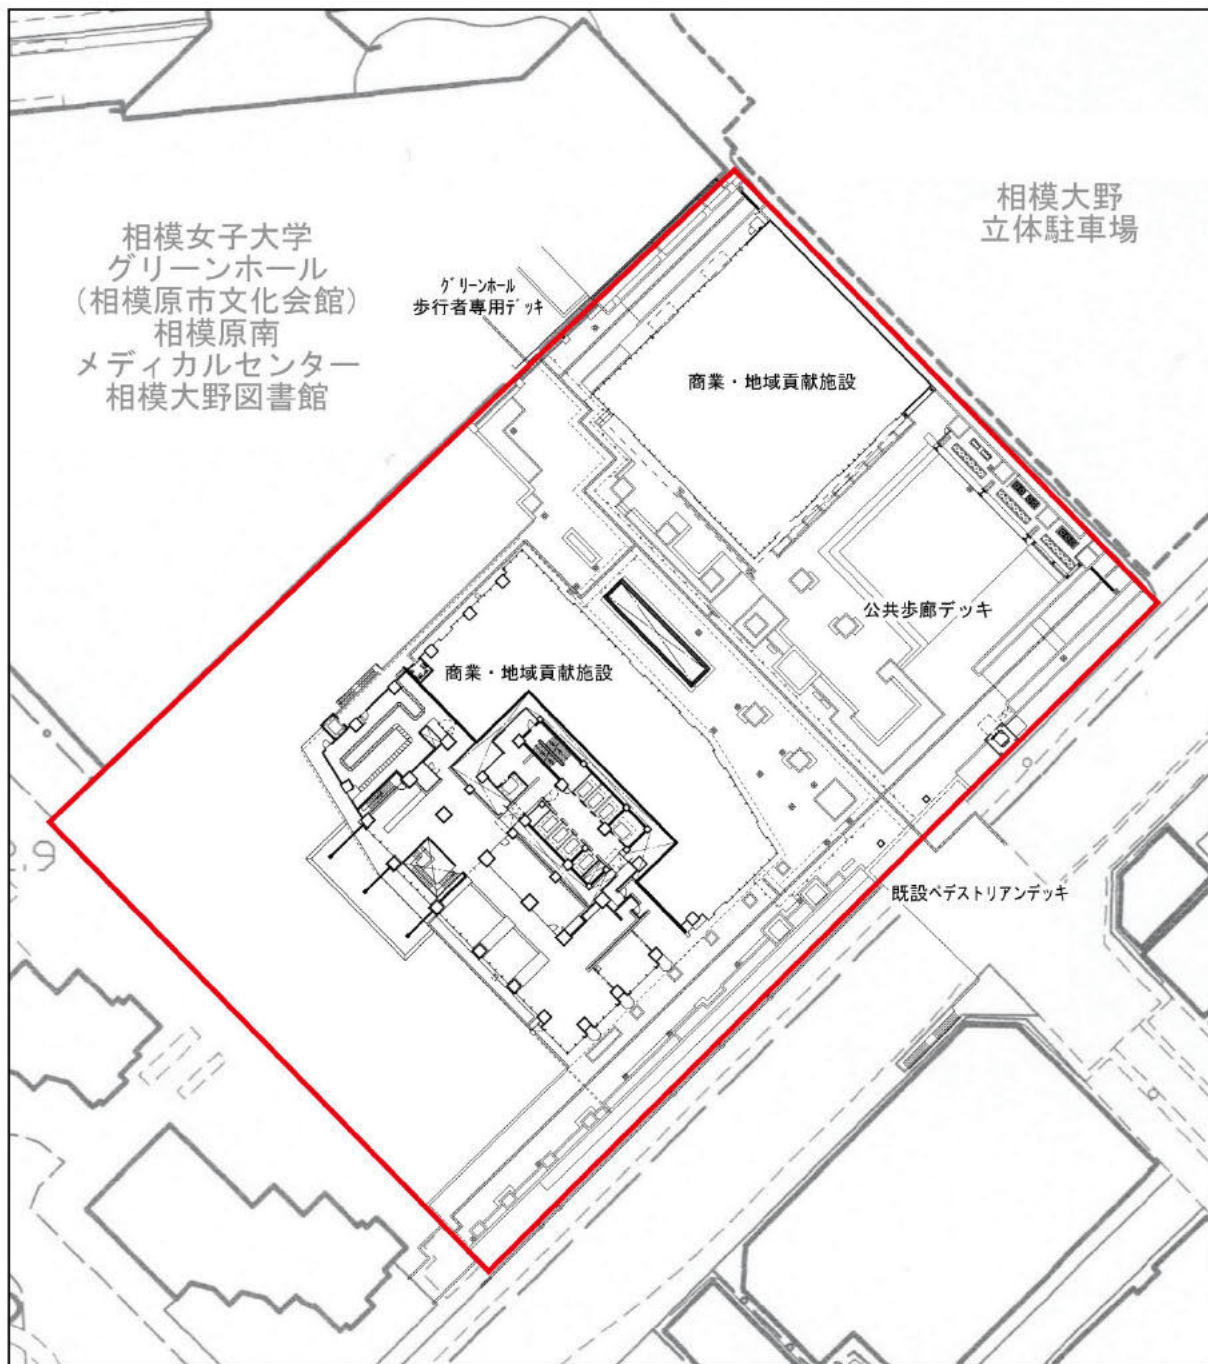 相模女子大学
グリーンホール
(相模原市文化会館)
相模原南
メディカルセンター
相模大野図書館
相模大野
立体駐車場
グリーンホール
歩行者専用デッキ
商業・地域貢献施設
公共歩廊デッキ
商業・地域貢献施設
既設ペデストリアンデッキ